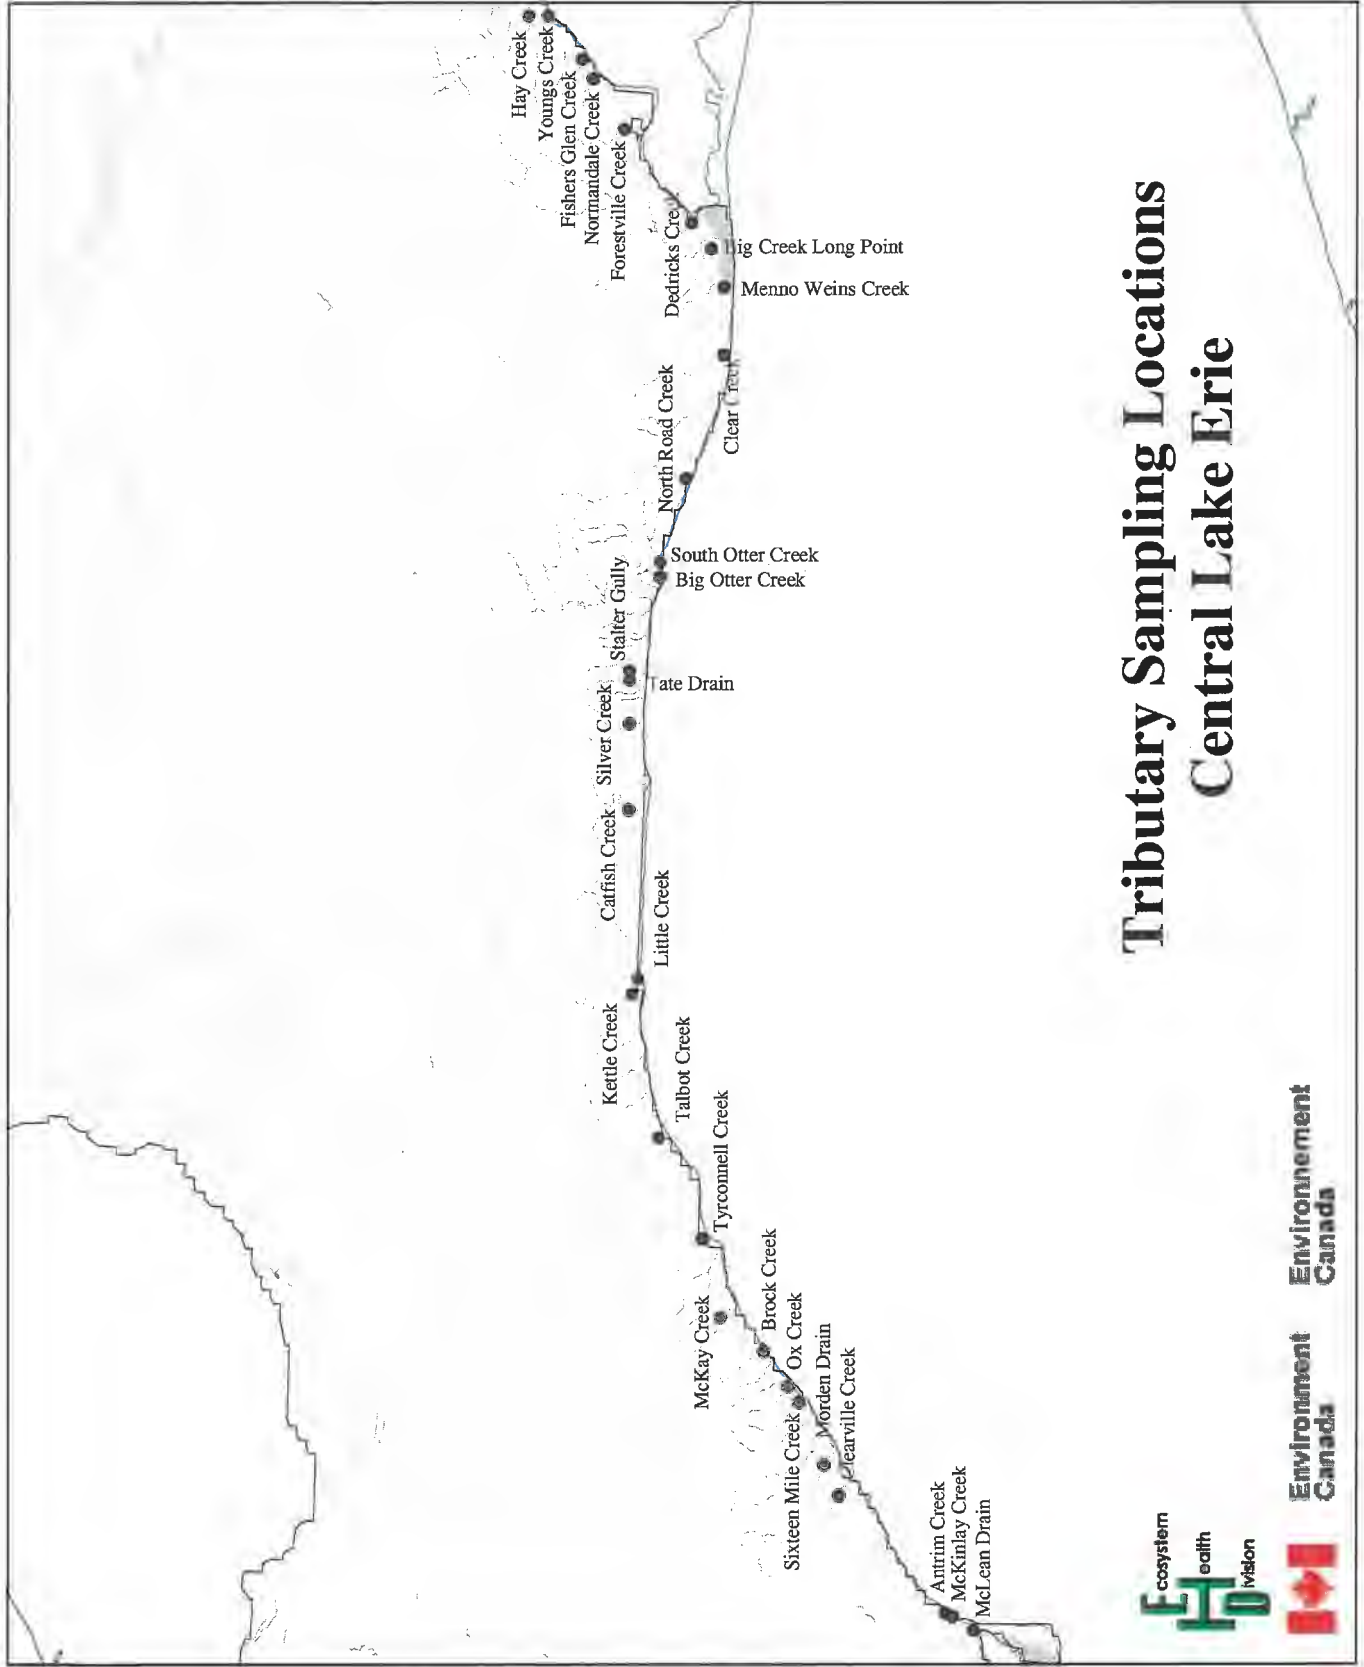 Hay Creek
Youngs Creek
Fishers Glen Creek
Normandale Creek
Forestville Creek
Dedricks Cre
Big Creek Long Point
Menno Weins Creek
Clear Creek
North Road Creek
South Otter Creek
Big Otter Creek
Stalter Gully
Tate Drain
Silver Creek
Catfish Creek
Little Creek
Kettle Creek
Talbot Creek
Tyrconnell Creek
McKay Creek
Brock Creek
Ox Creek
Sixteen Mile Creek
Morden Drain
learville Creek
Antrim Creek
McKinlay Creek
McLean Drain
Tributary Sampling Locations
Central Lake Erie
Ecosystem
Health
Division
Environment Environnement
Canada Canada